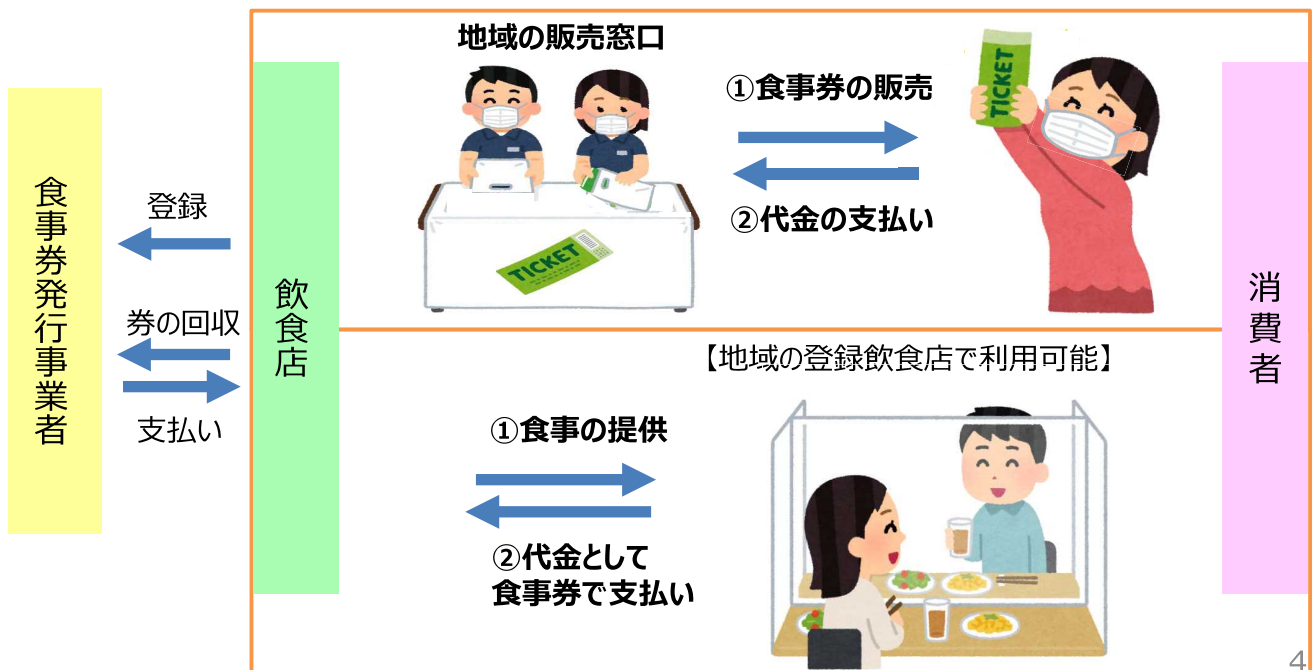 地域の販売窓口
①食事券の販売
②代金の支払い
TICKET
TICKET
食事券発行事業者
登録
券の回収
支払い
飲食店
消費者
【地域の登録飲食店で利用可能】
①食事の提供
②代金として
食事券で支払い
4